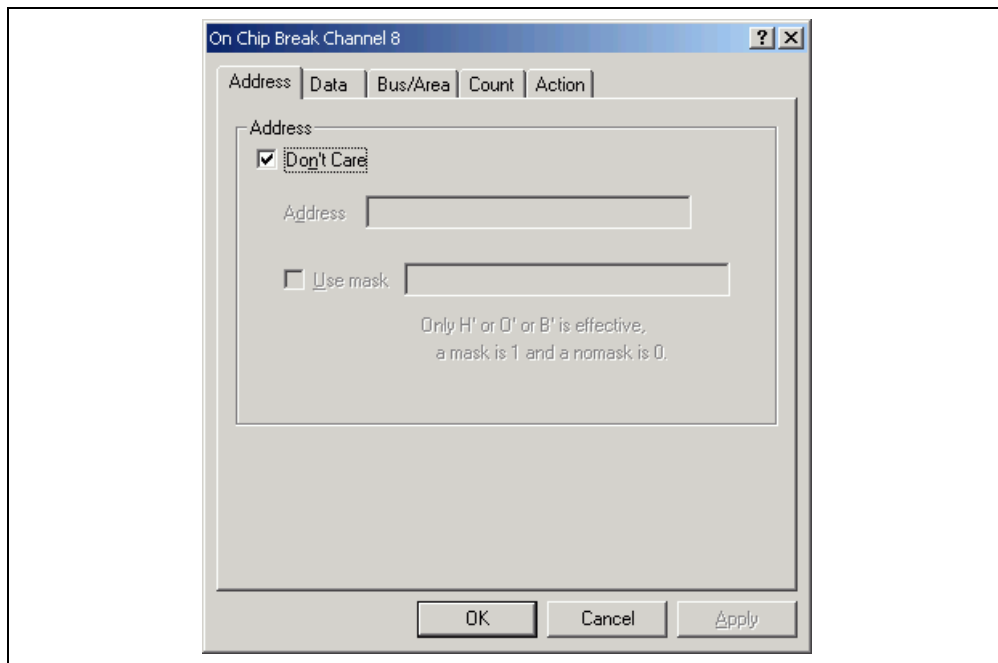 On Chip Break Channel 8
Address Data Bus/Area Count Action
Address
Don't Care
Address
Use mask
Only H' or O' or B' is effective,
a mask is 1 and a nomask is 0.
OK Cancel Apply